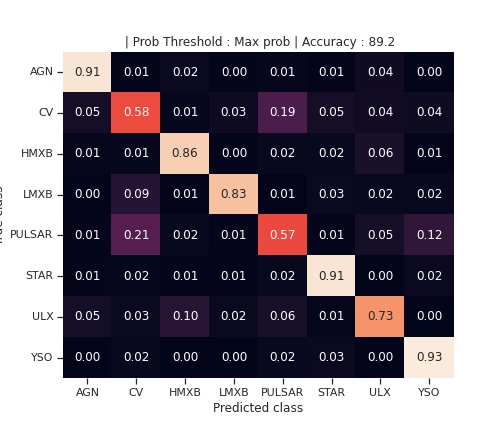 | Prob Threshold : Max prob | Accuracy : 89.2
AGN 0.91 0.01 0.02 0.00 0.01 0.01 0.04 0.00
CV 0.05 0.58 0.01 0.03 0.19 0.05 0.04 0.04
HMXB 0.01 0.01 0.86 0.00 0.02 0.02 0.06 0.01
LMXB 0.00 0.09 0.01 0.83 0.01 0.03 0.02 0.02
PULSAR 0.01 0.21 0.02 0.01 0.57 0.01 0.05 0.12
STAR 0.01 0.02 0.01 0.01 0.02 0.91 0.00 0.02
ULX 0.05 0.03 0.10 0.02 0.06 0.01 0.73 0.00
YSO 0.00 0.02 0.00 0.00 0.02 0.03 0.00 0.93
AGN CV HMXB LMXB PULSAR STAR ULX YSO
Predicted class